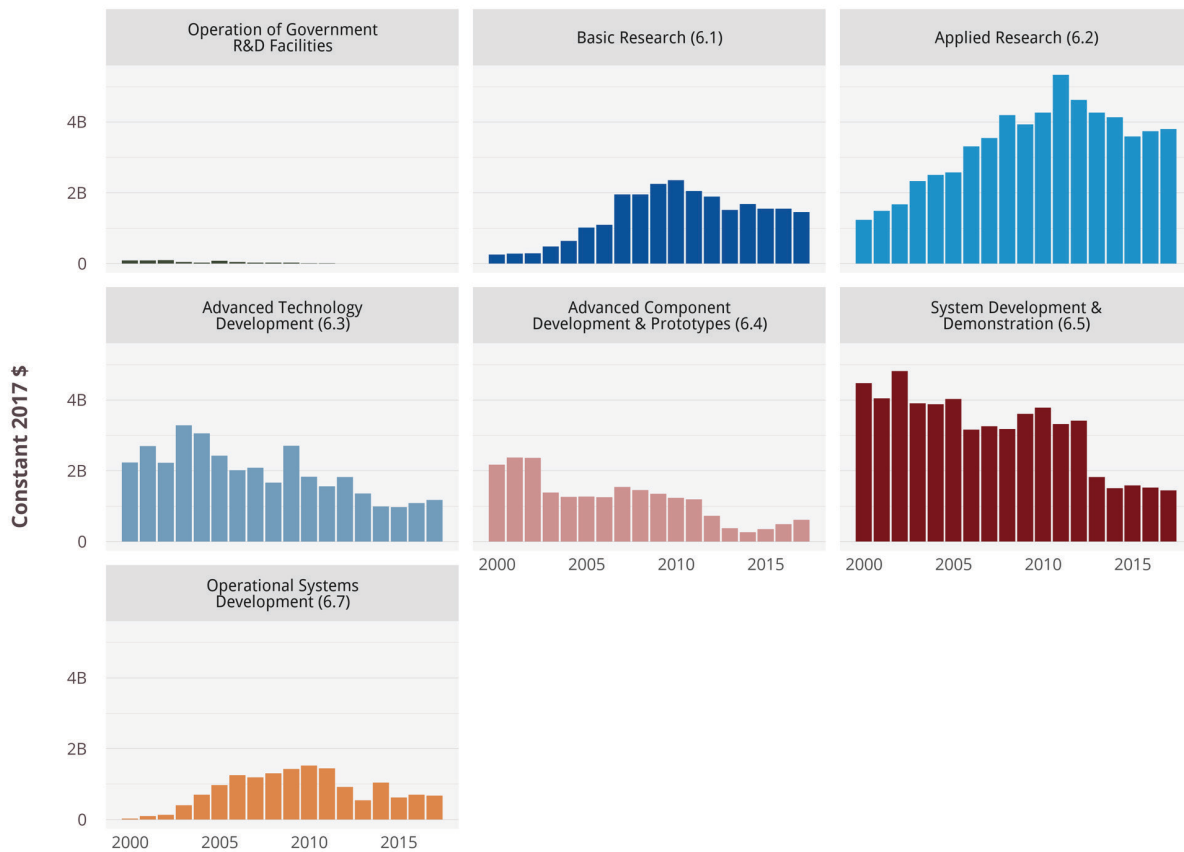 Operation of Government
R&D Facilities
Basic Research (6.1)
Applied Research (6.2)
4B
2B
0
Advanced Technology
Development (6.3)
Advanced Component
Development & Prototypes (6.4)
System Development &
Demonstration (6.5)
Constant 2017 $
4B
2B
0
2000 2005 2010 2015
2000 2005 2010 2015
Operational Systems
Development (6.7)
4B
2B
0
2000 2005 2010 2015